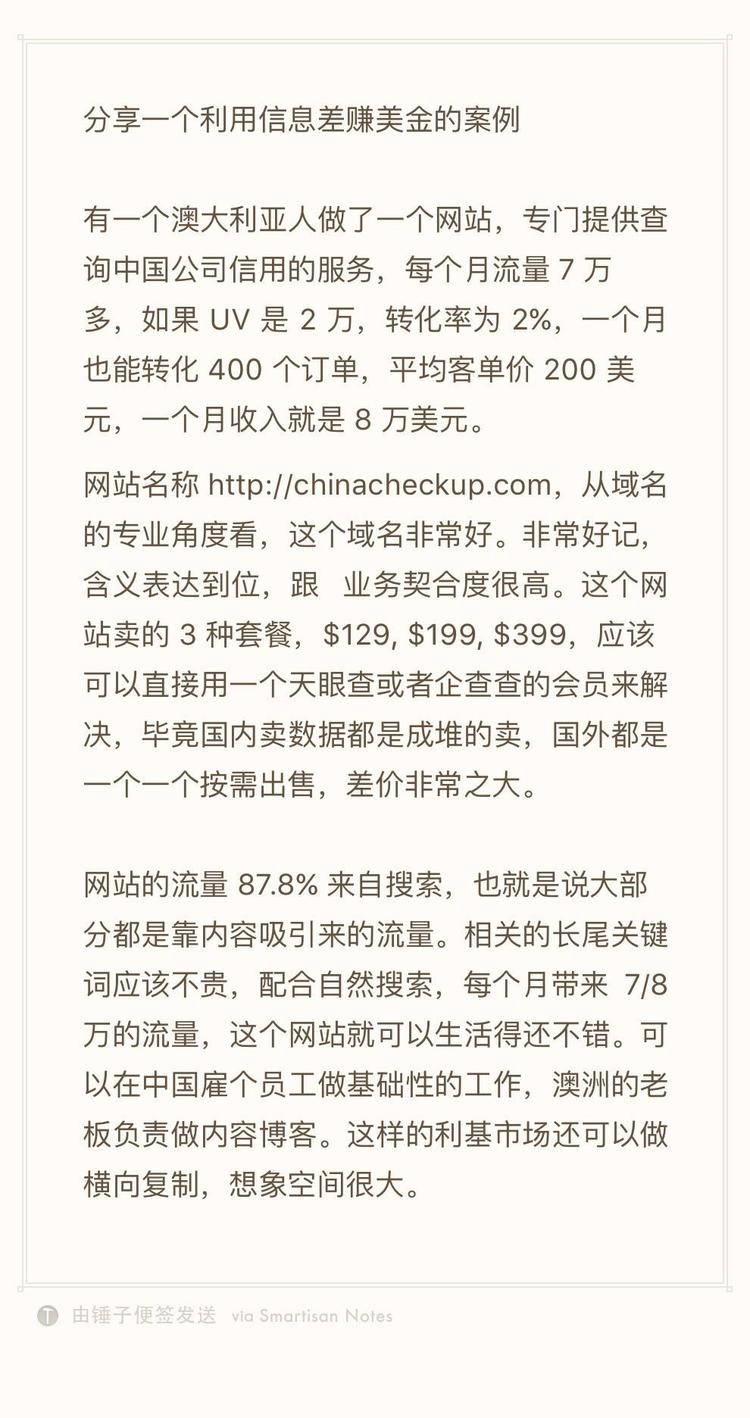 分享一个利用信息差赚美金的案例
有一个澳大利亚人做了一个网站，专门提供查
询中国公司信用的服务，每个月流量 7 万
多，如果 UV 是 2 万，转化率为 2%，一个月
也能转化 400 个订单，平均客单价 200 美
元，一个月收入就是 8 万美元。
网站名称 http://chinacheckup.com，从域名
的专业角度看，这个域名非常好。非常好记，
含义表达到位，跟 业务契合度很高。这个网
站卖的 3 种套餐，$129, $199, $399，应该
可以直接用一个天眼查或者企查查的会员来解
决，毕竟国内卖数据都是成堆的卖，国外都是
一个一个按需出售，差价非常之大。
网站的流量 87.8% 来自搜索，也就是说大部
分都是靠内容吸引来的流量。相关的长尾关键
词应该不贵，配合自然搜索，每个月带来 7/8
万的流量，这个网站就可以生活得还不错。可
以在中国雇个员工做基础性的工作，澳洲的老
板负责做内容博客。这样的利基市场还可以做
横向复制，想象空间很大。
T 由锤子便签发送 via Smartisan Notes